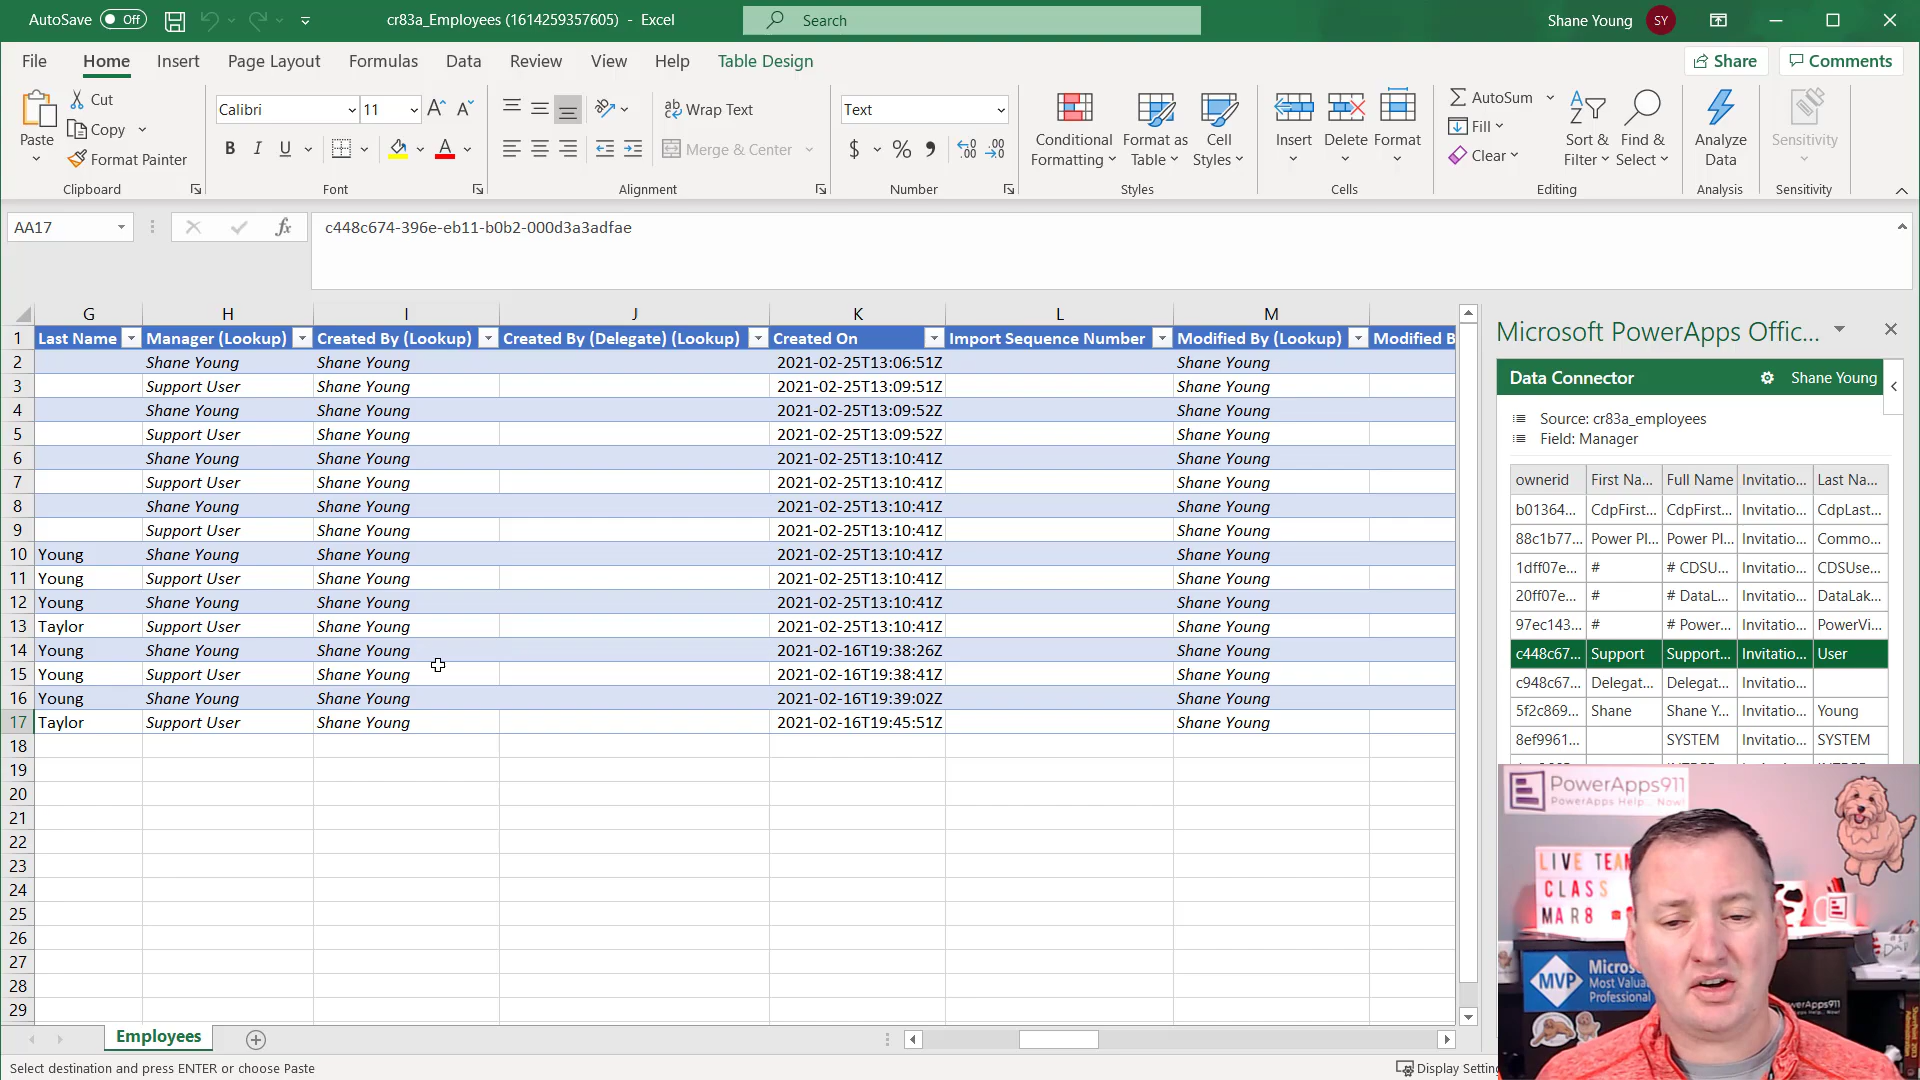 AutoSave Off cr83a_Employees (1614259357605) - Excel Search Shane Young SY
File Home Insert Page Layout Formulas Data Review View Help Table Design Share Comments
Paste Cut Copy Format Painter Clipboard
Calibri 11 B I U Font
Wrap Text Merge & Center Alignment
Text $ % Number
Conditional Formatting Format as Table Cell Styles Styles
Insert Delete Format Cells
AutoSum Fill Clear Sort & Filter Find & Select Editing
Analyze Data Analysis
Sensitivity Sensitivity
AA17 fx c448c674-396e-eb11-b0b2-000d3a3adfae
G H I J K L M
1 Last Name Manager (Lookup) Created By (Lookup) Created By (Delegate) (Lookup) Created On Import Sequence Number Modified By (Lookup) Modified B
2 Shane Young Shane Young 2021-02-25T13:06:51Z Shane Young
3 Support User Shane Young 2021-02-25T13:09:51Z Shane Young
4 Shane Young Shane Young 2021-02-25T13:09:52Z Shane Young
5 Support User Shane Young 2021-02-25T13:09:52Z Shane Young
6 Shane Young Shane Young 2021-02-25T13:10:41Z Shane Young
7 Support User Shane Young 2021-02-25T13:10:41Z Shane Young
8 Shane Young Shane Young 2021-02-25T13:10:41Z Shane Young
9 Support User Shane Young 2021-02-25T13:10:41Z Shane Young
10 Young Shane Young Shane Young 2021-02-25T13:10:41Z Shane Young
11 Young Support User Shane Young 2021-02-25T13:10:41Z Shane Young
12 Young Shane Young Shane Young 2021-02-25T13:10:41Z Shane Young
13 Taylor Support User Shane Young 2021-02-25T13:10:41Z Shane Young
14 Young Shane Young Shane Young 2021-02-16T19:38:26Z Shane Young
15 Young Support User Shane Young 2021-02-16T19:38:41Z Shane Young
16 Young Shane Young Shane Young 2021-02-16T19:39:02Z Shane Young
17 Taylor Support User Shane Young 2021-02-16T19:45:51Z Shane Young
18
19
20
21
22
23
24
25
26
27
28
29
Employees
Select destination and press ENTER or choose Paste Display Settin
Microsoft PowerApps Offic...
Data Connector Shane Young
Source: cr83a_employees
Field: Manager
ownerid First Na... Full Name Invitatio... Last Na...
b01364... CdpFirst... CdpFirst... Invitatio... CdpLast...
88c1b77... Power Pl... Power Pl... Invitatio... Commo...
1dff07e... # # CDSU... Invitatio... CDSUse...
20ff07e... # # DataL... Invitatio... DataLak...
97ec143... # # Power... Invitatio... PowerVi...
c448c67... Support Support... Invitatio... User
c948c67... Delegat... Delegat... Invitatio...
5f2c869... Shane Shane Y... Invitatio... Young
8ef9961... SYSTEM Invitatio... SYSTEM
PowerApps911
PowerApps Help... Now!
LIVE TEAM
CLASS
MAR8
MVP Micros
Most Valua
Professional